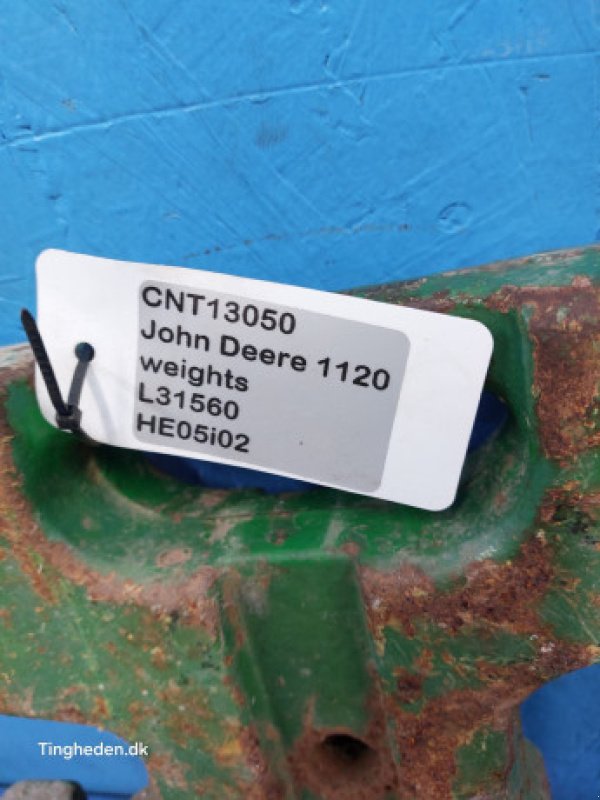 CNT13050
John Deere 1120
weights
L31560
HE05i02
Tingheden.dk